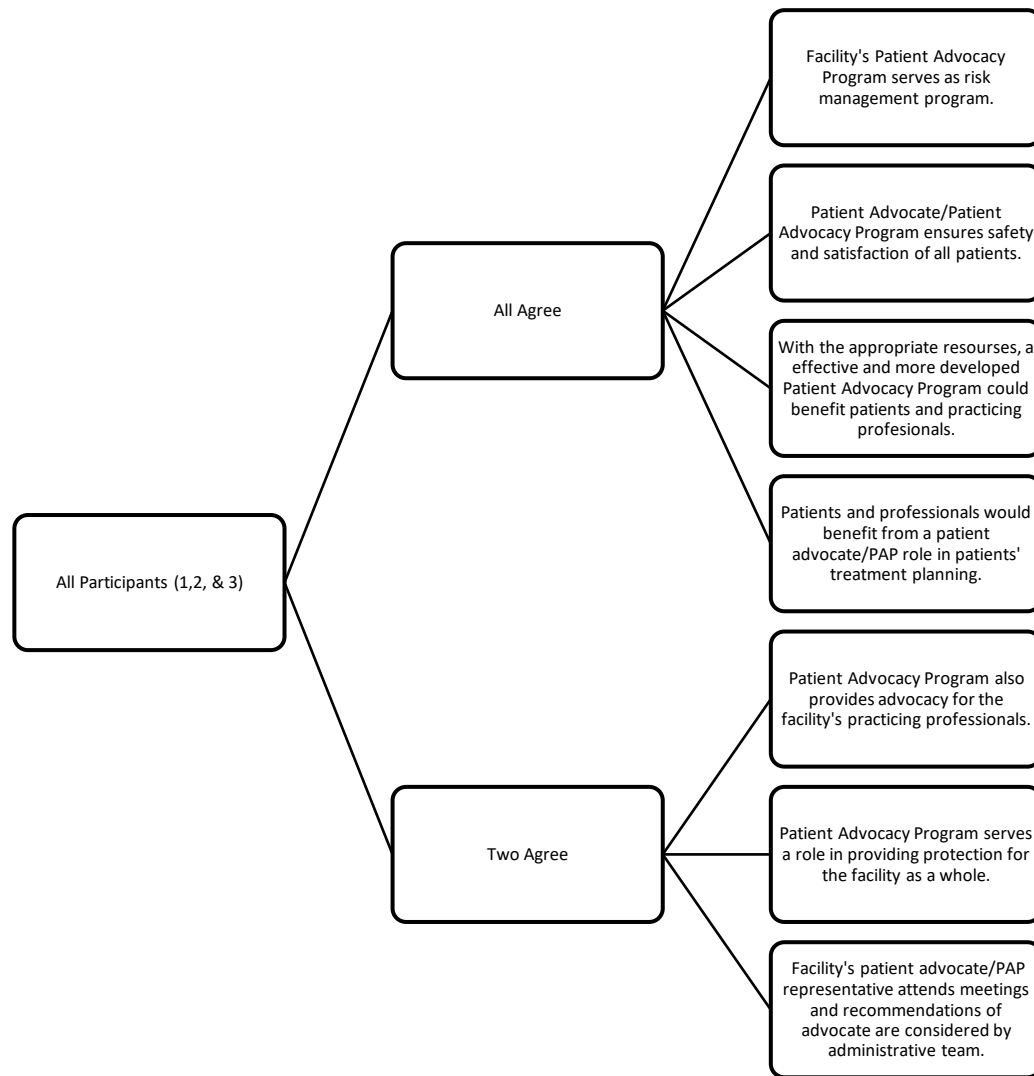 All Participants (1,2, & 3)
All Agree
Facility's Patient Advocacy
Program serves as risk
management program.
Patient Advocate/Patient
Advocacy Program ensures safety
and satisfaction of all patients.
With the appropriate resourses, a
effective and more developed
Patient Advocacy Program could
benefit patients and practicing
profesionals.
Patients and professionals would
benefit from a patient
advocate/PAP role in patients'
treatment planning.
Two Agree
Patient Advocacy Program also
provides advocacy for the
facility's practicing professionals.
Patient Advocacy Program serves
a role in providing protection for
the facility as a whole.
Facility's patient advocate/PAP
representative attends meetings
and recommendations of
advocate are considered by
administrative team.